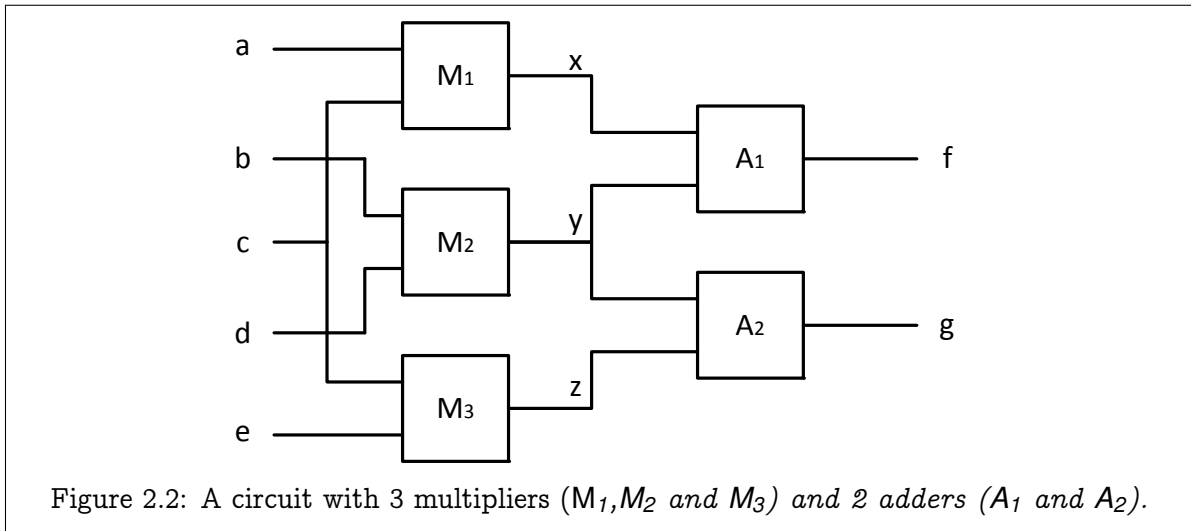 a
M1
x
b
A1
f
M2
y
c
d
A2
g
M3
z
e
Figure 2.2: A circuit with 3 multipliers (M1,M2 and M3) and 2 adders (A1 and A2).